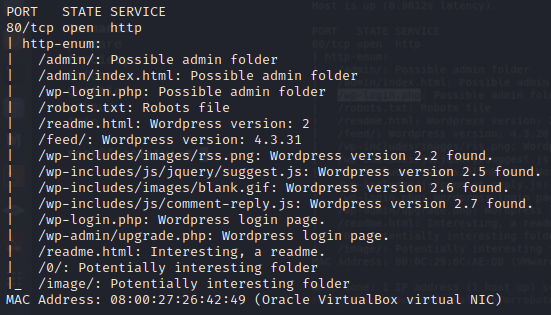 PORT   STATE SERVICE
80/tcp open  http
| http-enum:
|   /admin/: Possible admin folder
|   /admin/index.html: Possible admin folder
|   /wp-login.php: Possible admin folder
|   /robots.txt: Robots file
|   /readme.html: Wordpress version: 2
|   /feed/: Wordpress version: 4.3.31
|   /wp-includes/images/rss.png: Wordpress version 2.2 found.
|   /wp-includes/js/jquery/suggest.js: Wordpress version 2.5 found.
|   /wp-includes/images/blank.gif: Wordpress version 2.6 found.
|   /wp-includes/js/comment-reply.js: Wordpress version 2.7 found.
|   /wp-login.php: Wordpress login page.
|   /wp-admin/upgrade.php: Wordpress login page.
|   /readme.html: Interesting, a readme.
|   /0/: Potentially interesting folder
|_  /image/: Potentially interesting folder
MAC Address: 08:00:27:26:42:49 (Oracle VirtualBox virtual NIC)